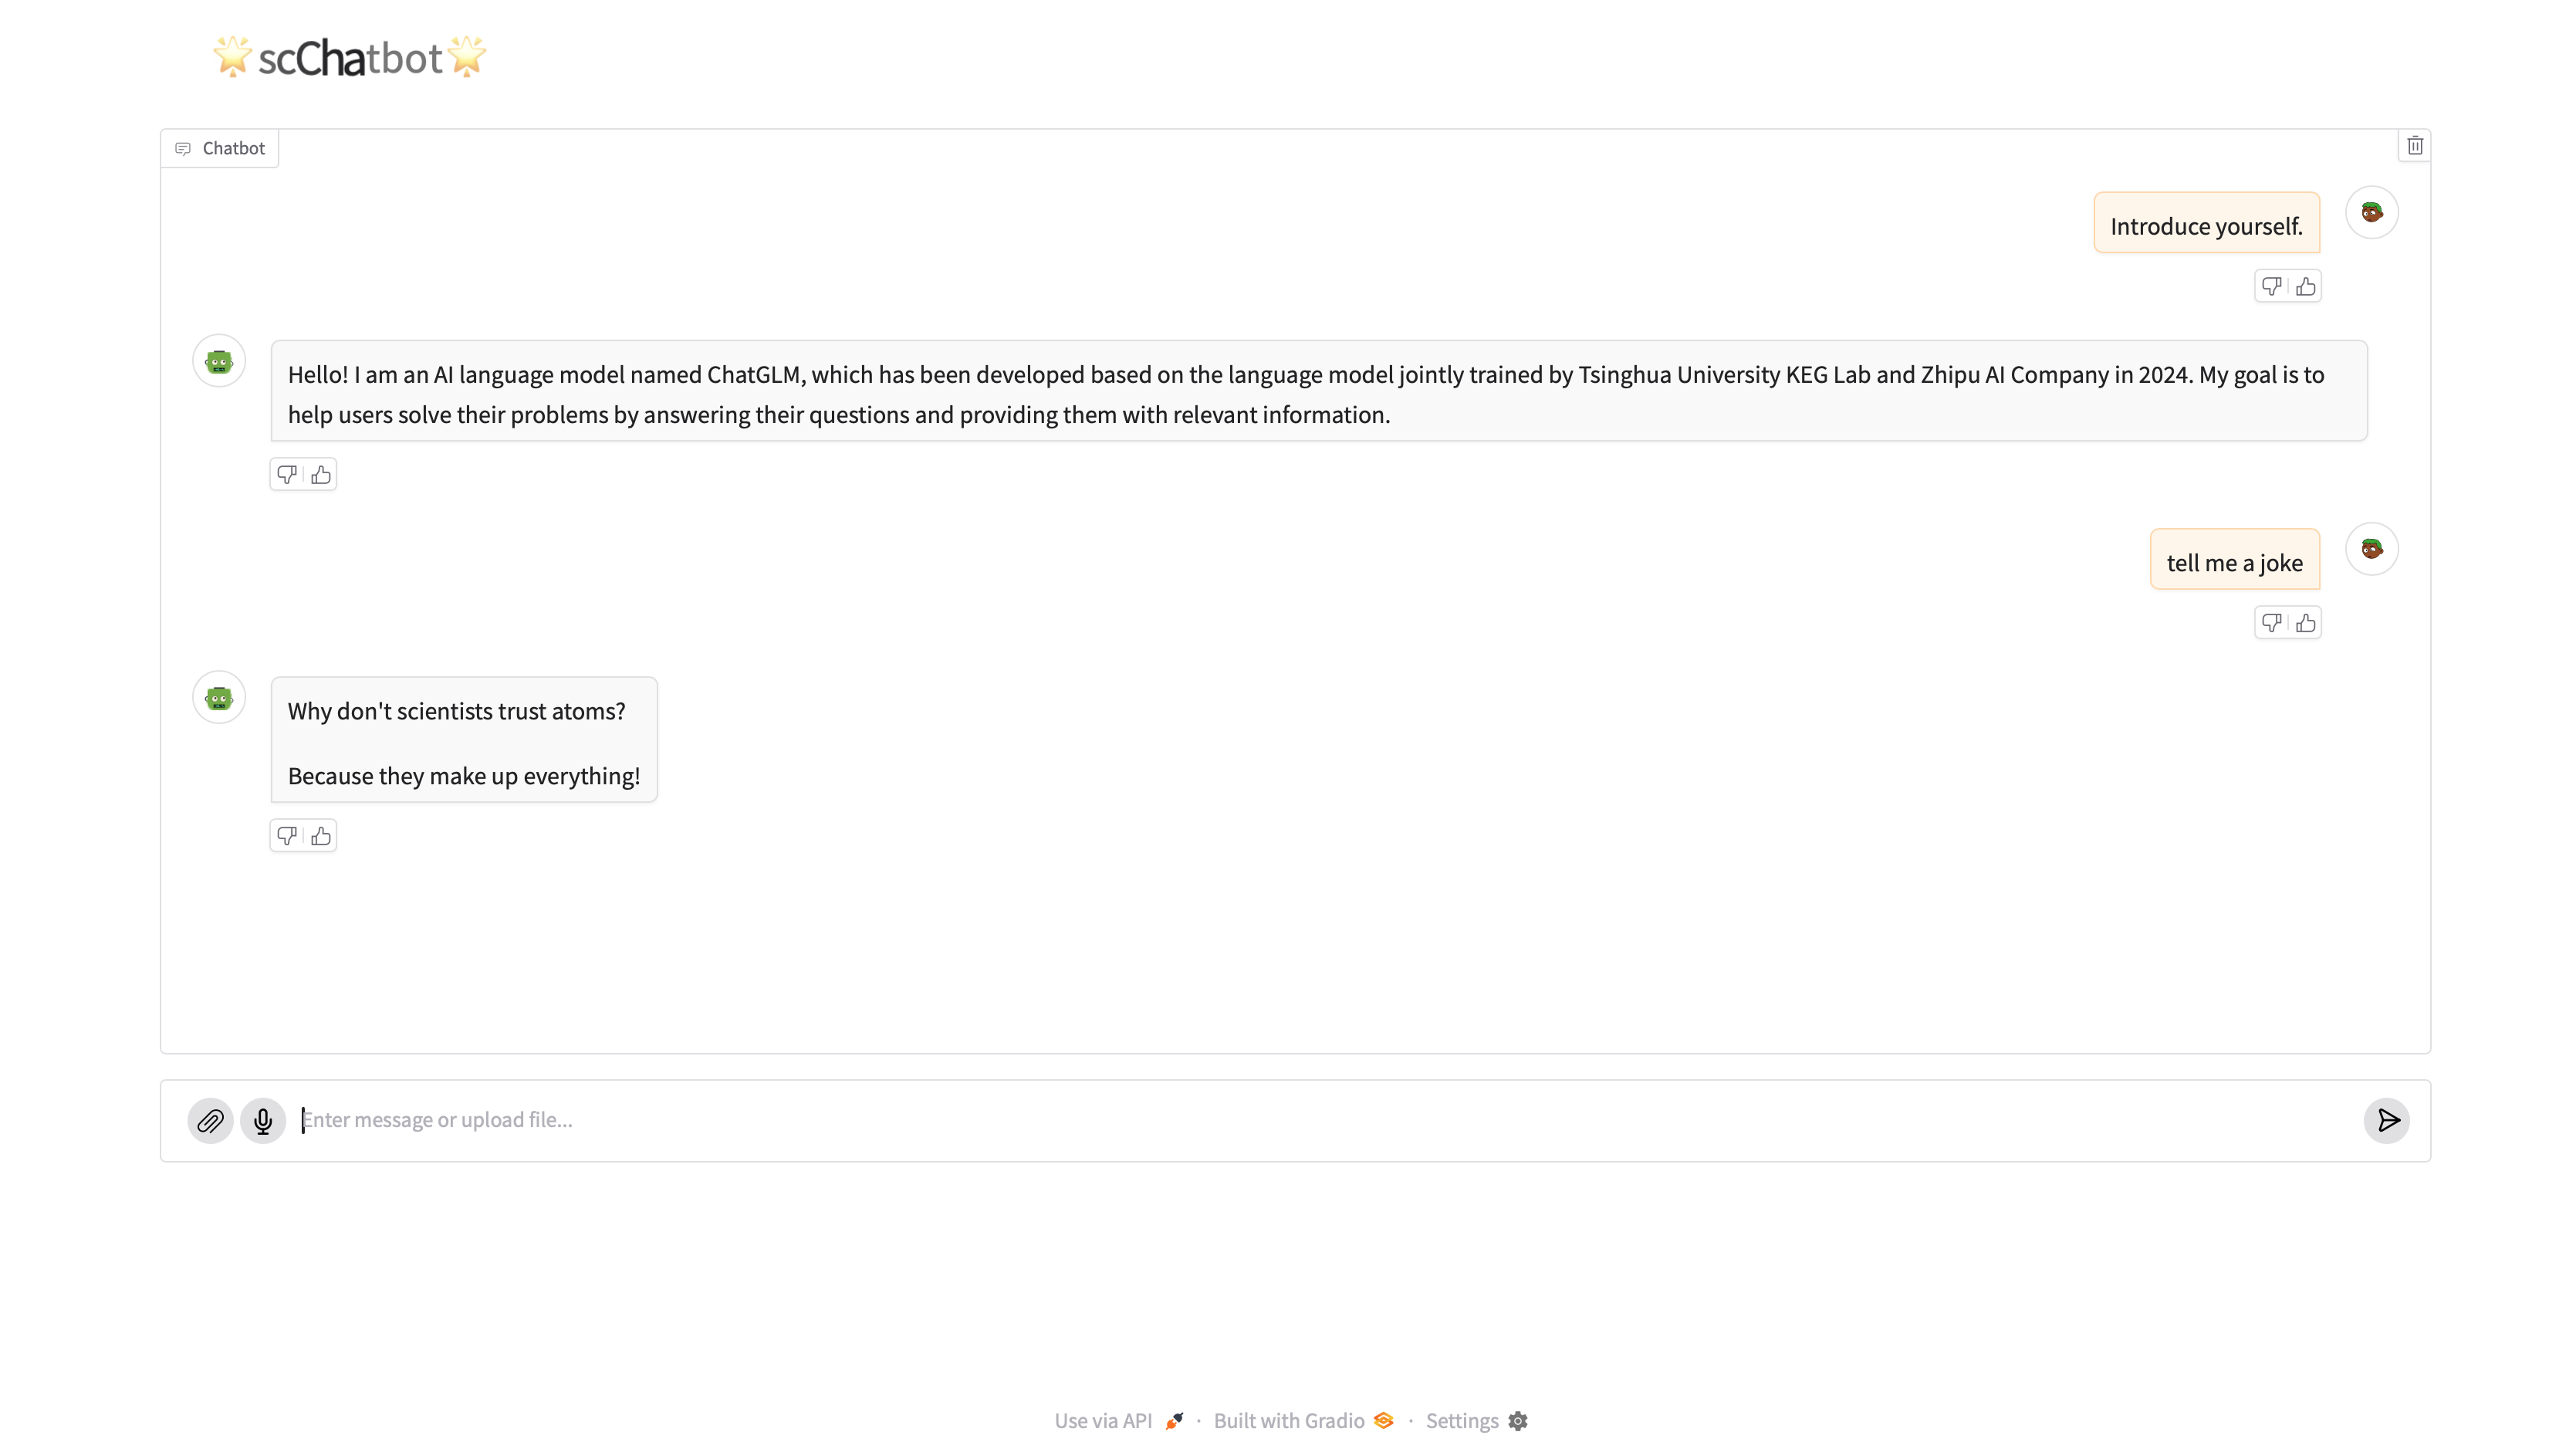 🌟scChatbot🌟
Chatbot
Introduce yourself.
Hello! I am an AI language model named ChatGLM, which has been developed based on the language model jointly trained by Tsinghua University KEG Lab and Zhipu AI Company in 2024. My goal is to
help users solve their problems by answering their questions and providing them with relevant information.
tell me a joke
Why don't scientists trust atoms?
Because they make up everything!
Enter message or upload file...
Use via API · Built with Gradio · Settings